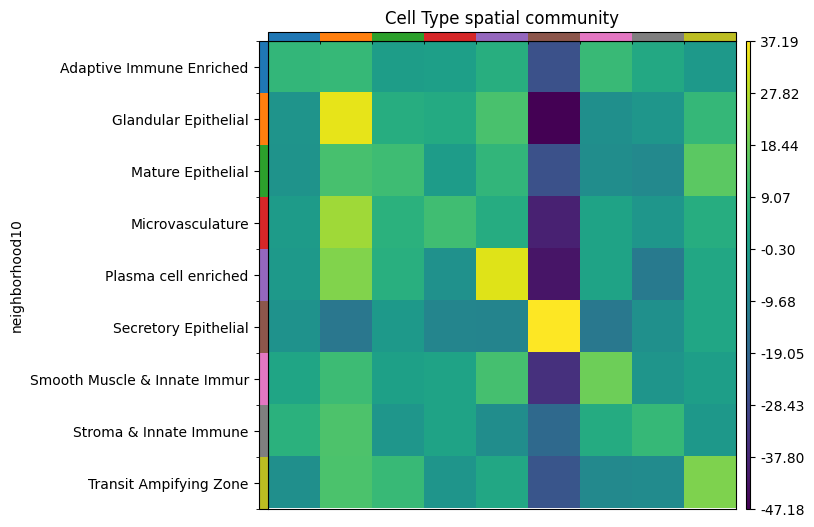 Cell Type spatial community
neighborhood10
Adaptive Immune Enriched
Glandular Epithelial
Mature Epithelial
Microvasculature
Plasma cell enriched
Secretory Epithelial
Smooth Muscle & Innate Immur
Stroma & Innate Immune
Transit Ampifying Zone
37.19
27.82
18.44
9.07
-0.30
-9.68
-19.05
-28.43
-37.80
-47.18